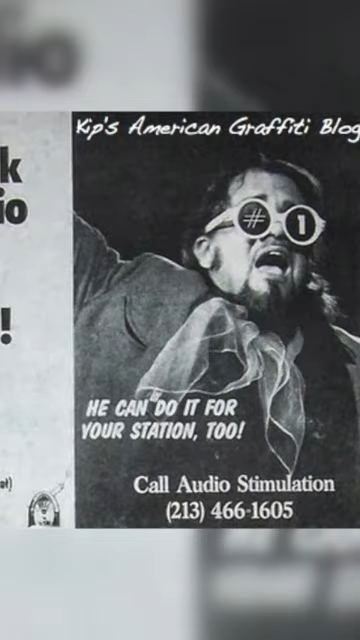 Kip's American Graffiti Blog
k
io
!
# 1
HE CAN DO IT FOR
YOUR STATION, TOO!
Call Audio Stimulation
(213) 466-1605